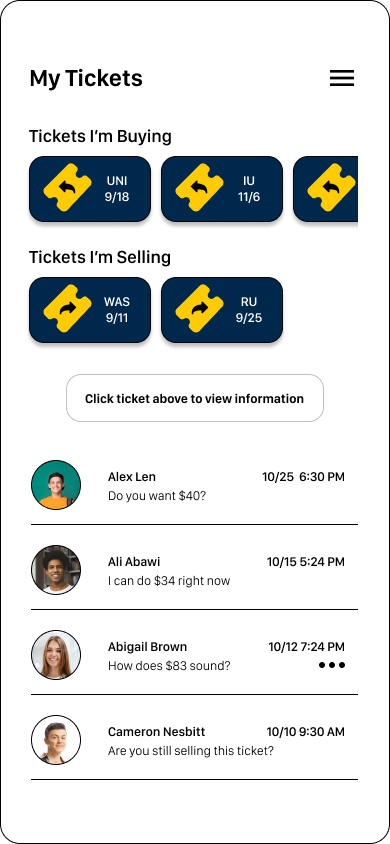 My Tickets
Tickets I’m Buying
UNI
9/18
IU
11/6
Tickets I’m Selling
WAS
9/11
RU
9/25
Click ticket above to view information
Alex Len 10/25 6:30 PM
Do you want $40?
Ali Abawi 10/15 5:24 PM
I can do $34 right now
Abigail Brown 10/12 7:24 PM
How does $83 sound?
Cameron Nesbitt 10/10 9:30 AM
Are you still selling this ticket?